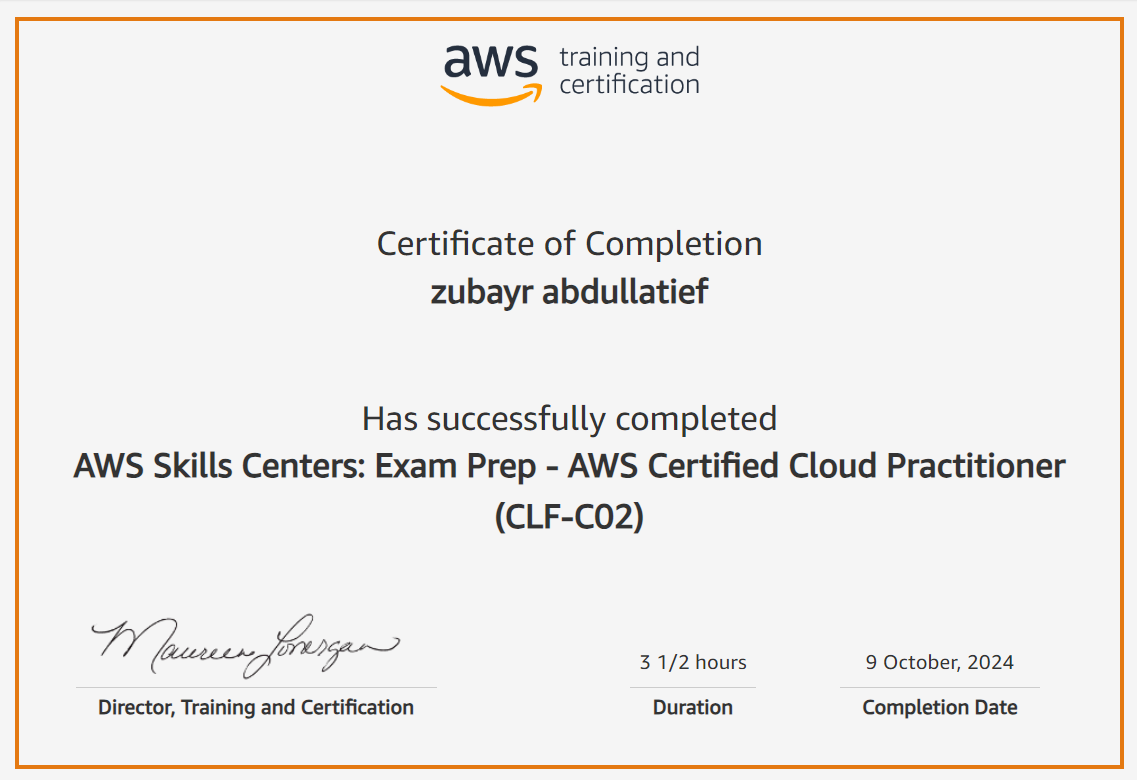 aws training and
certification
Certificate of Completion
zubayr abdullatief
Has successfully completed
AWS Skills Centers: Exam Prep - AWS Certified Cloud Practitioner
(CLF-C02)
Maureen Lonergan
3 1/2 hours
9 October, 2024
Director, Training and Certification
Duration
Completion Date